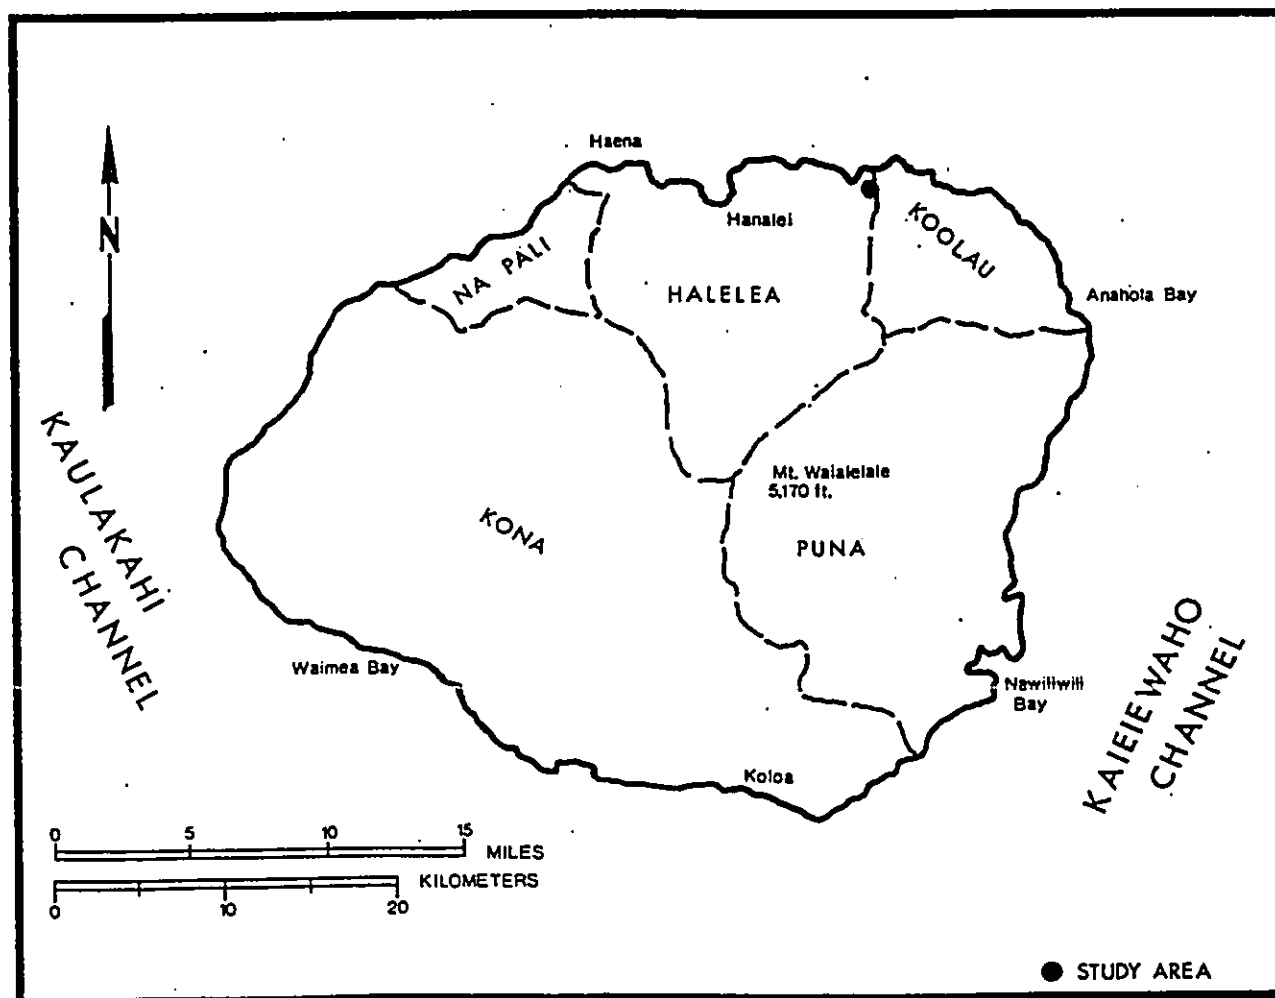 Haena
N
Hanalei
KOOLAU
NA PALI
HALELEA
Anahola Bay
KAULAKAHI
CHANNEL
Mt. Waialelale
5,170 ft.
KONA
PUNA
KAIEIEWAHO
CHANNEL
Waimea Bay
Nawiliwili
Bay
Koloa
0 5 10 15
MILES
KILOMETERS
0 10 20
STUDY AREA